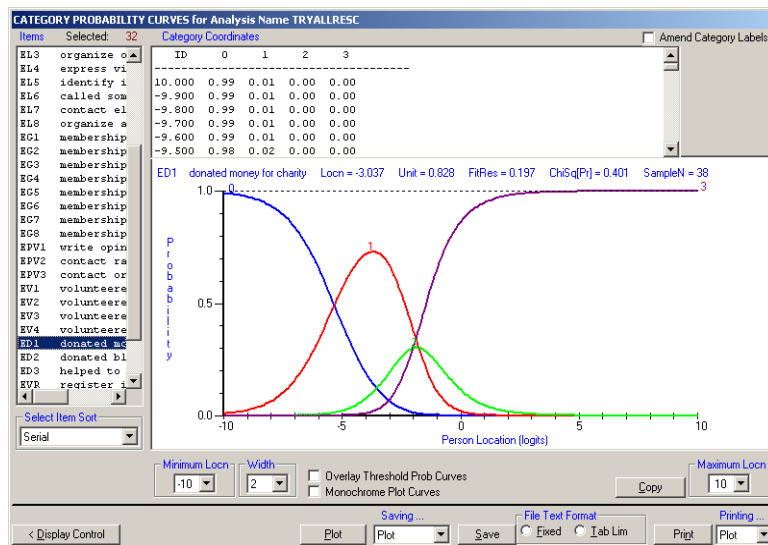 CATEGORY PROBABILITY CURVES for Analysis Name TRYALLRESC
Items Selected: 32 Category Coordinates Amend Category Labels
EL3 organize o
EL4 express vi
EL5 identify i
EL6 called som
EL7 contact el
EL8 organize a
EG1 membership
EG2 membership
EG3 membership
EG4 membership
EG5 membership
EG6 membership
EG7 membership
EG8 membership
EPV1 write opin
EPV2 contact ra
EPV3 contact or
EV1 volunteere
EV2 volunteere
EV3 volunteere
EV4 volunteere
ED1 donated mo
ED2 donated bl
ED3 helped to
EVR register i
ID 0 1 2 3
------------------------------------------
10.000 0.99 0.01 0.00 0.00
-9.900 0.99 0.01 0.00 0.00
-9.800 0.99 0.01 0.00 0.00
-9.700 0.99 0.01 0.00 0.00
-9.600 0.99 0.01 0.00 0.00
-9.500 0.98 0.02 0.00 0.00
ED1 donated money for charity Locn = -3.037 Unit = 0.828 FitRes = 0.197 ChiSq[Pr] = 0.401 SampleN = 38
1.0
0
3
1
2
Probability
0.5
0.0
-10 -5 0 5 10
Person Location (logits)
Select Item Sort
Serial
Minimum Locn
-10
Width
2
Overlay Threshold Prob Curves
Monochrome Plot Curves
Copy
Maximum Locn
10
< Display Control
Plot
Saving ...
Plot
Save
File Text Format
Fixed Tab Lim
Print
Printing ...
Plot